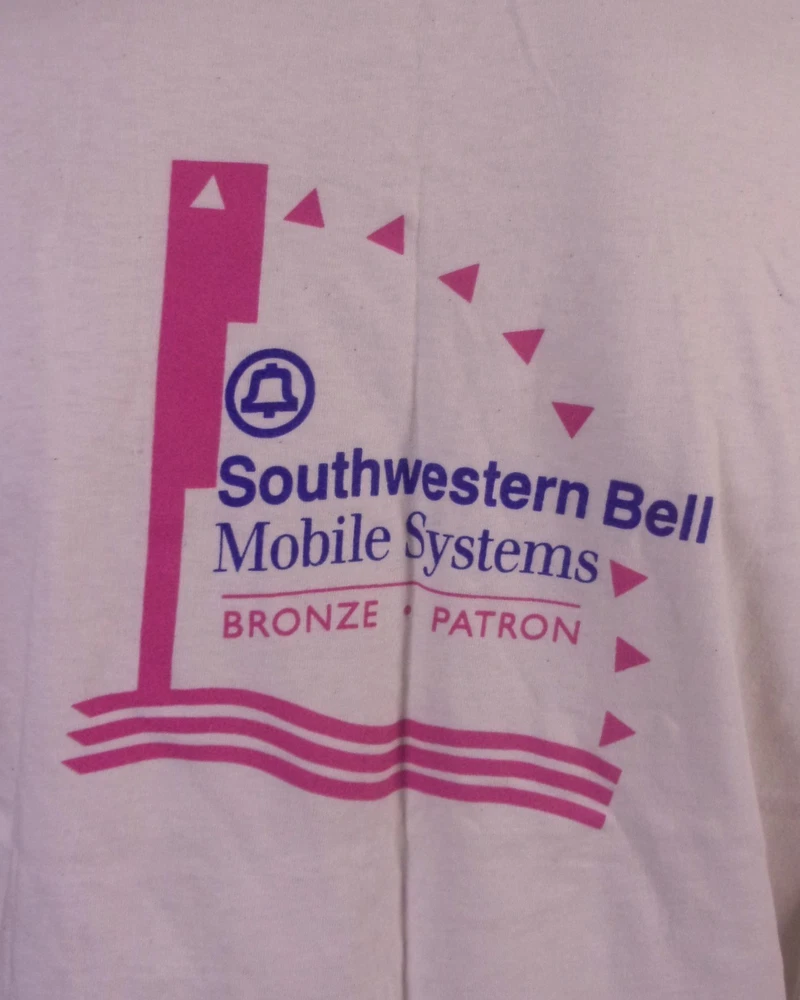 Southwestern Bell
Mobile Systems
BRONZE • PATRON